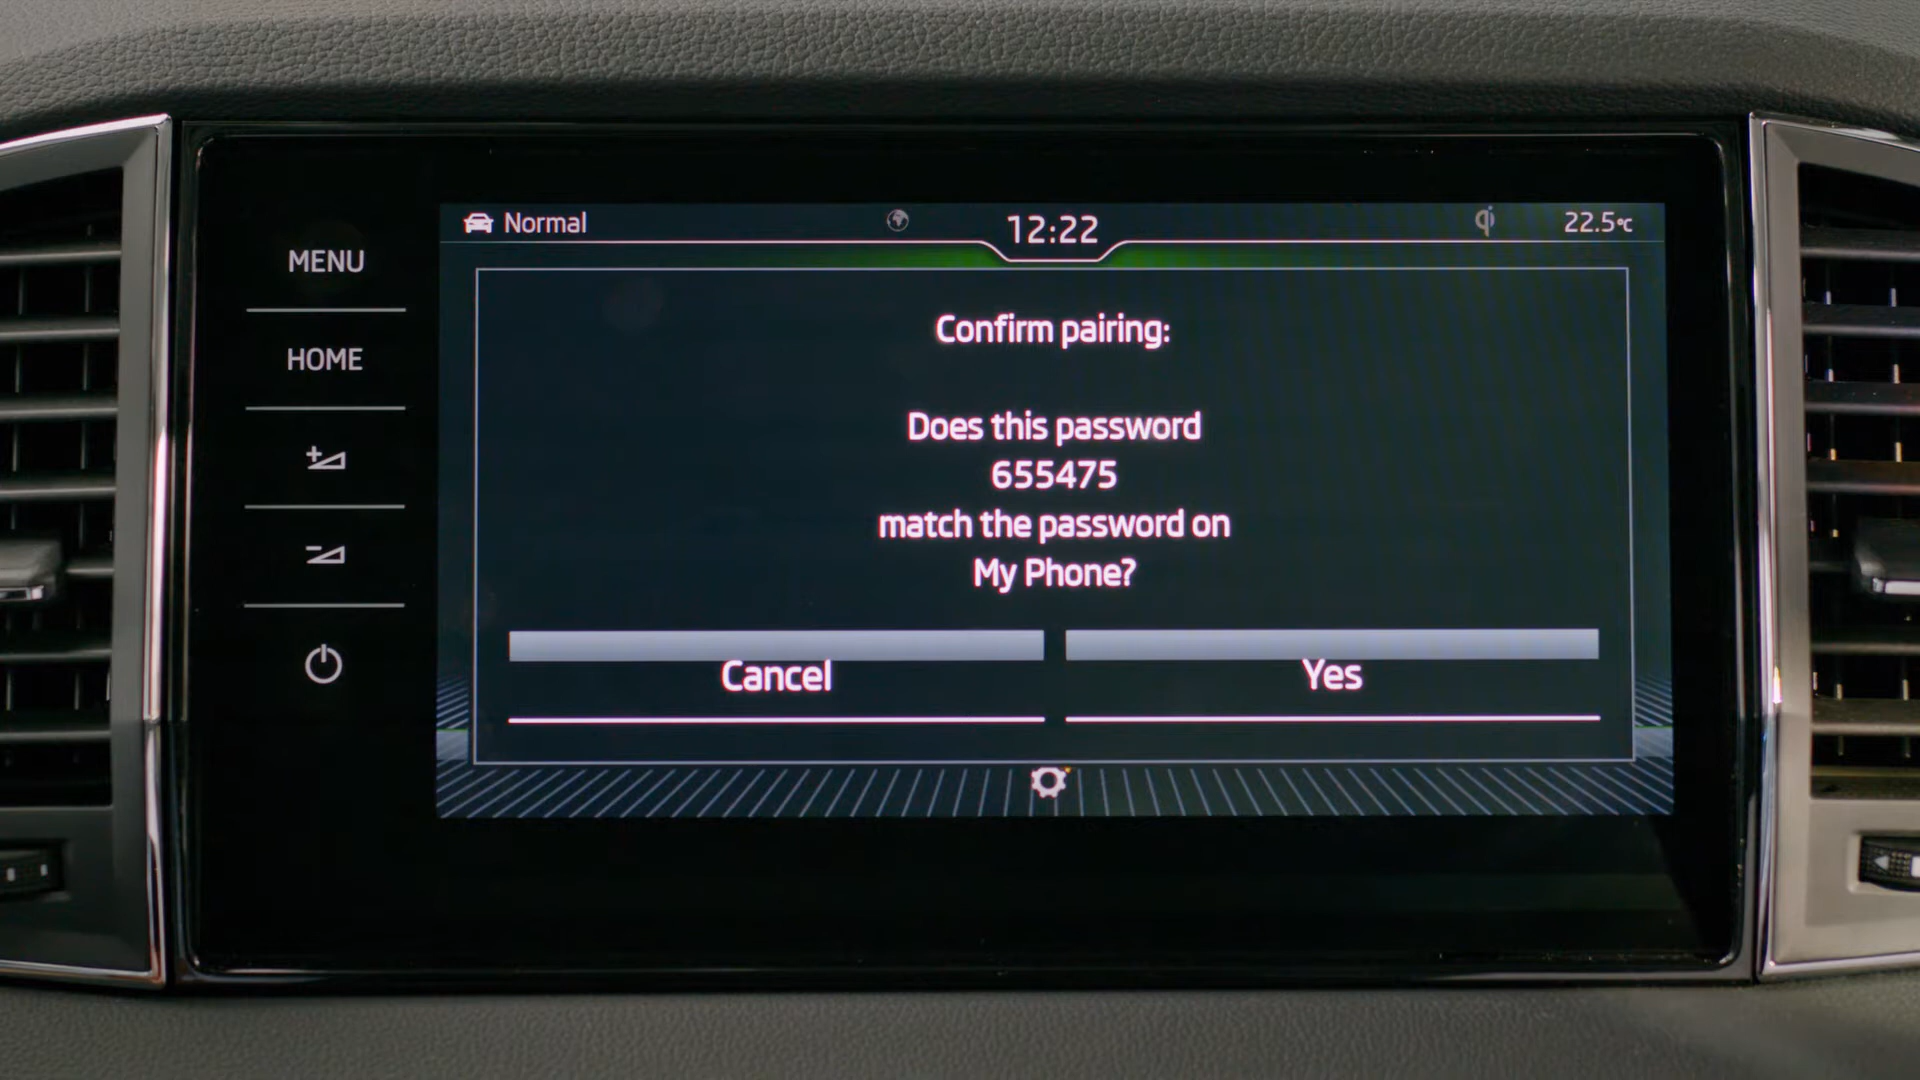 Normal 12:22 22.5°C
MENU
HOME
Confirm pairing:
Does this password
655475
match the password on
My Phone?
Cancel Yes